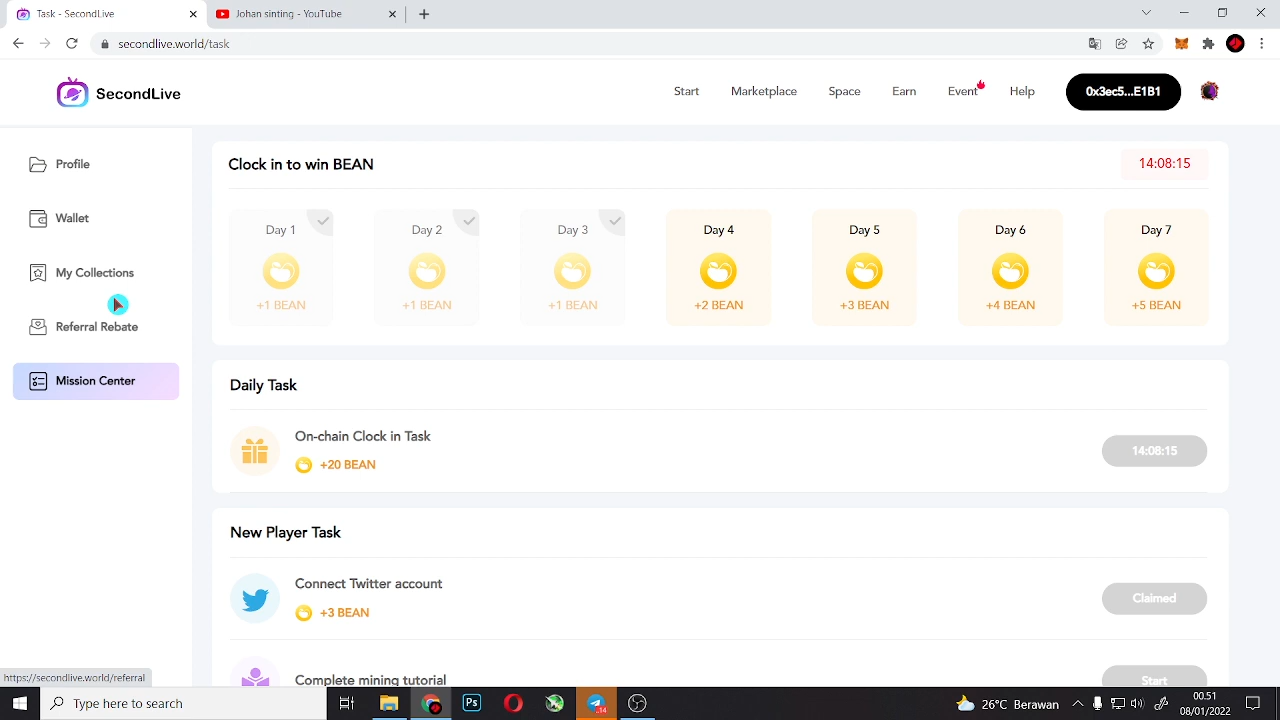 Task - SecondLive
Johan sinting - YouTube
secondlive.world/task
SecondLive
Start
Marketplace
Space
Earn
Event
Help
0x3ec5...E1B1
Profile
Wallet
My Collections
Referral Rebate
Mission Center
Clock in to win BEAN
14:08:15
Day 1
Day 2
Day 3
Day 4
Day 5
Day 6
Day 7
+1 BEAN
+1 BEAN
+1 BEAN
+2 BEAN
+3 BEAN
+4 BEAN
+5 BEAN
Daily Task
On-chain Clock in Task
+20 BEAN
14:08:15
New Player Task
Connect Twitter account
+3 BEAN
Claimed
Complete mining tutorial
Start
https://secondlive.world/referral
Type here to search
14
26°C Berawan
00.51
08/01/2022